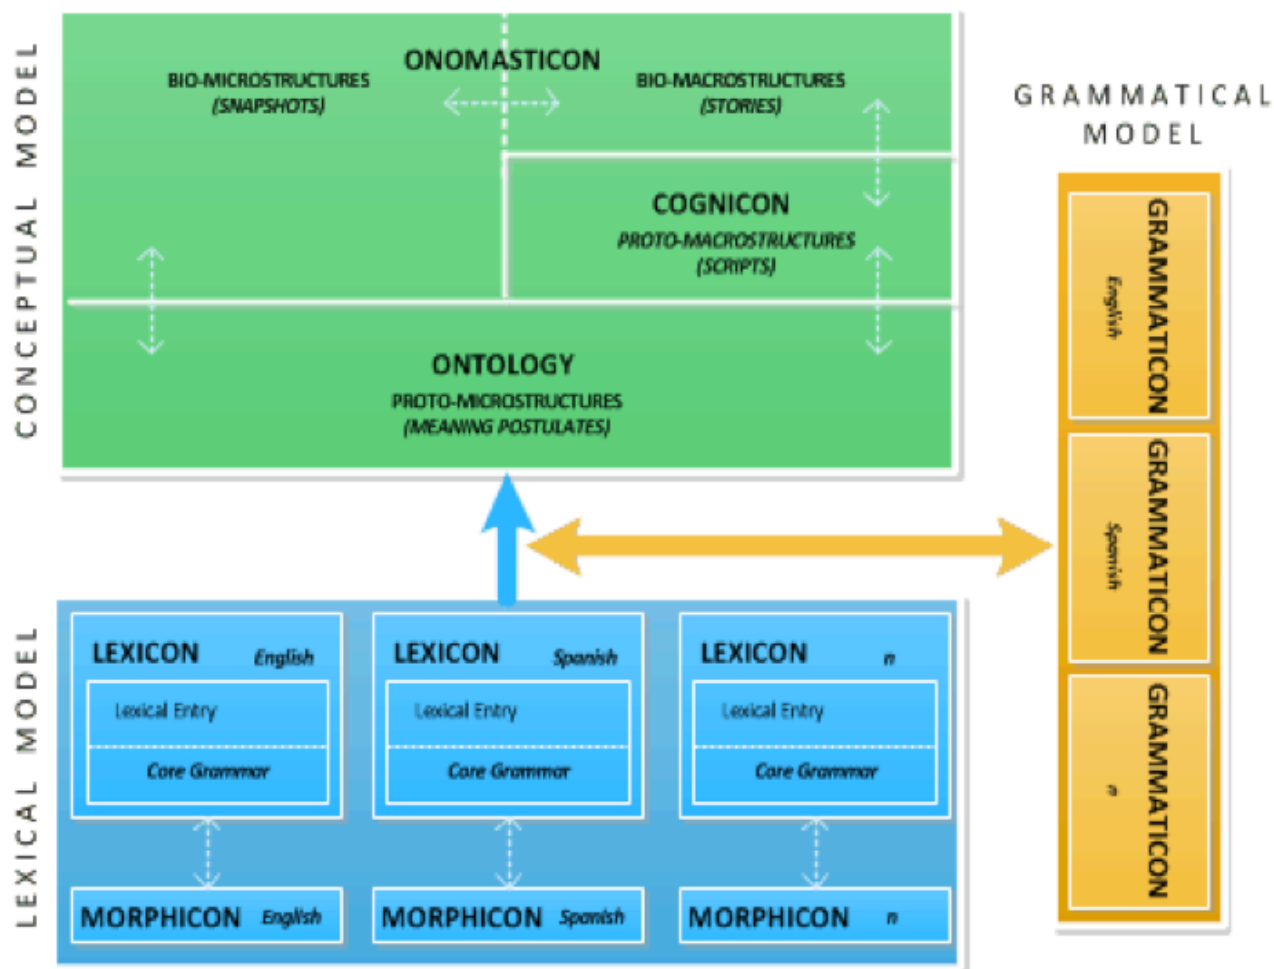 CONCEPTUAL MODEL
ONOMASTICON
BIO-MICROSTRUCTURES
(SNAPSHOTS)
BIO-MACROSTRUCTURES
(STORIES)
COGNICON
PROTO-MACROSTRUCTURES
(SCRIPTS)
ONTOLOGY
PROTO-MICROSTRUCTURES
(MEANING POSTULATES)
GRAMMATICAL
MODEL
GRAMMATICON
English
GRAMMATICON
Spanish
GRAMMATICON
n
LEXICAL MODEL
LEXICON English
Lexical Entry
Core Grammar
MORPHICON English
LEXICON Spanish
Lexical Entry
Core Grammar
MORPHICON Spanish
LEXICON n
Lexical Entry
Core Grammar
MORPHICON n